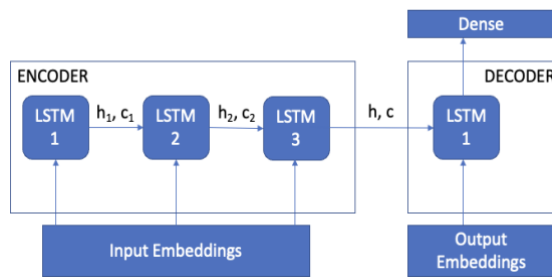 Dense
ENCODER
DECODER
LSTM
1
h₁, c₁
LSTM
2
h₂, c₂
LSTM
3
h, c
LSTM
1
Input Embeddings
Output
Embeddings